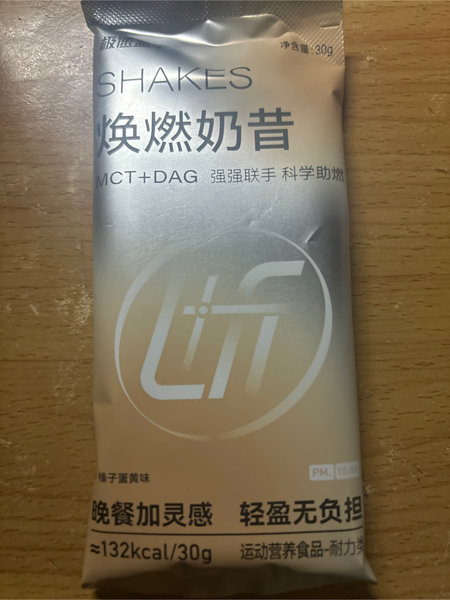 净含量:30g
SHAKES
焕燃奶昔
MCT+DAG 强强联手 科学助燃
榛子蛋黄味
PM.
晚餐加灵感 轻盈无负担
≈132kcal/30g 运动营养食品-耐力类